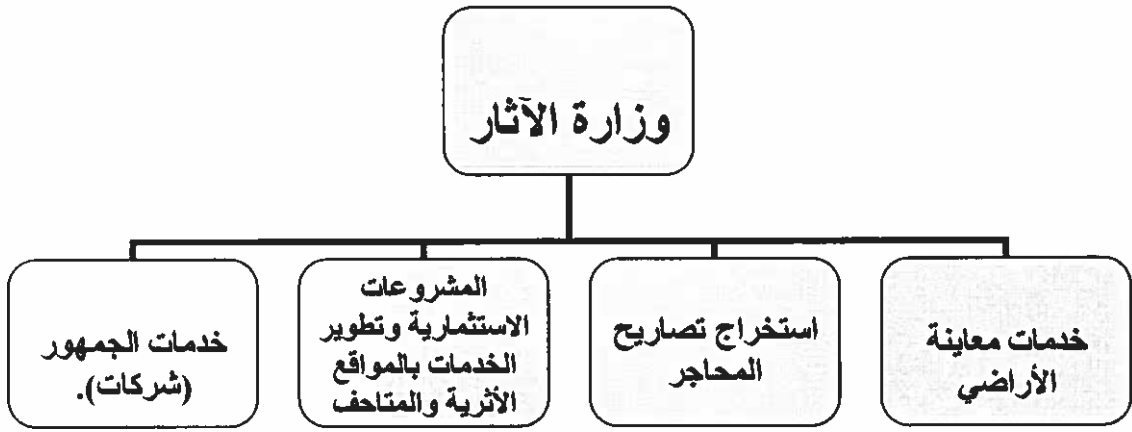 وزارة الآثار
خدمات معاينة
الأراضي
استخراج تصاريح
المحاجر
المشروعات
الاستثمارية وتطوير
الخدمات بالمواقع
الأثرية والمتاحف
خدمات الجمهور
(شركات).